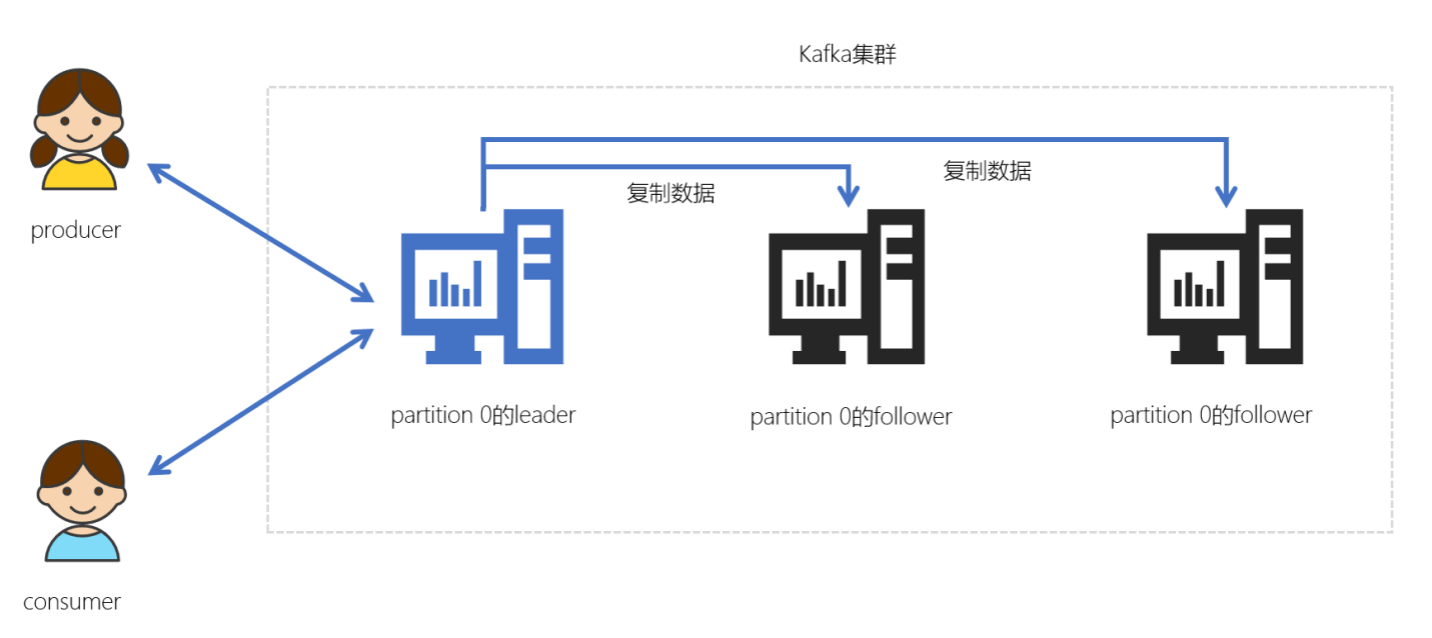 Kafka集群
复制数据
复制数据
producer
partition 0的leader
partition 0的follower
partition 0的follower
consumer